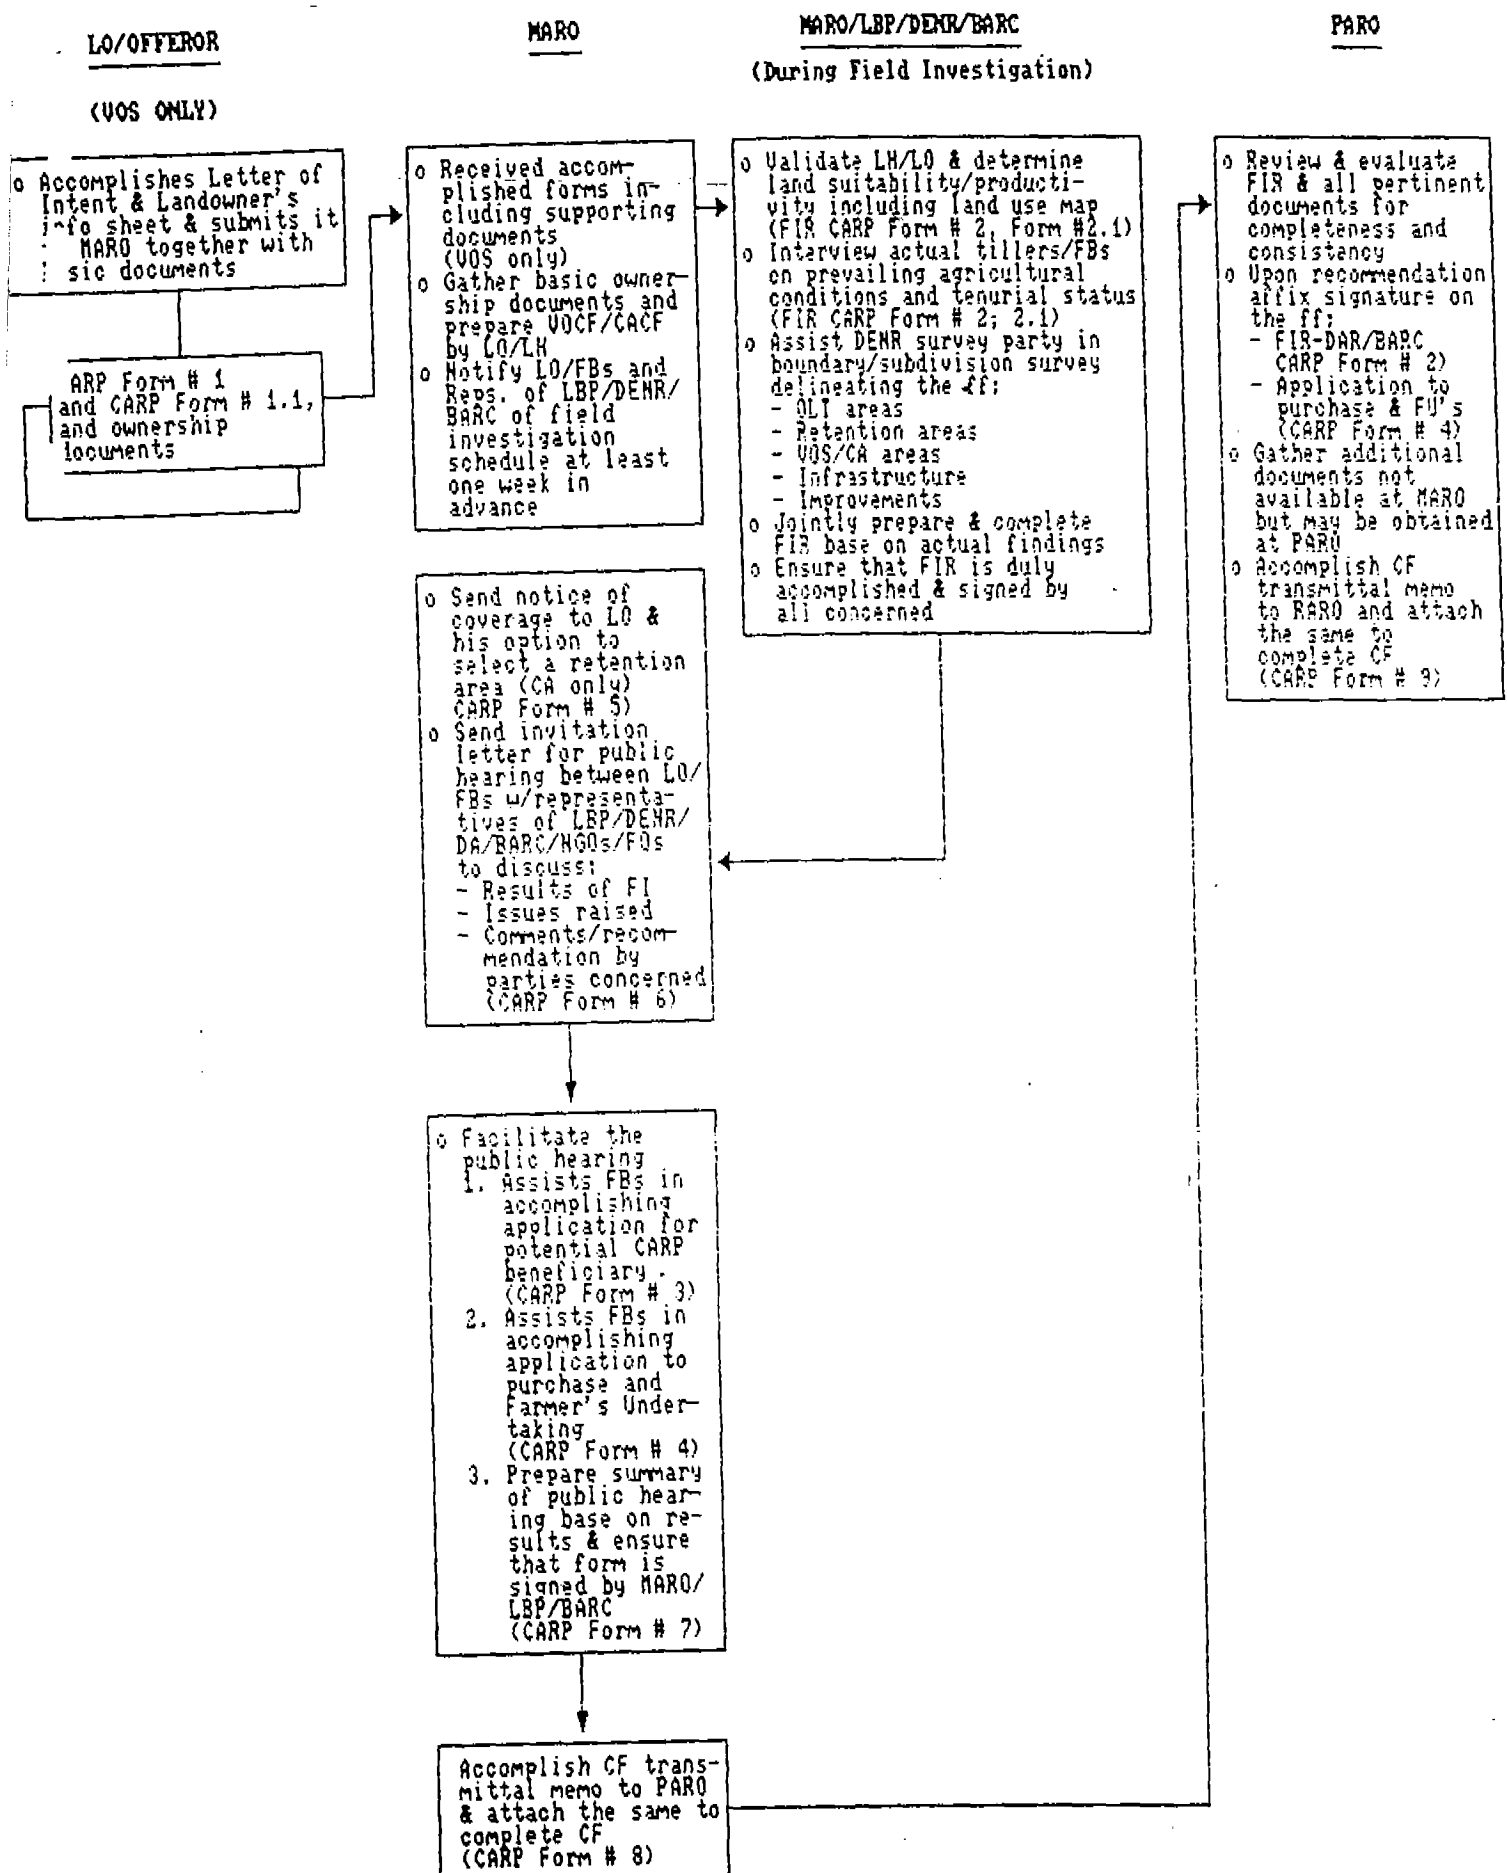 LO/OFFEROR
(VOS ONLY)
o Accomplishes Letter of
Intent & Landowner's
info sheet & submits it
MARO together with
sic documents
ARP Form # 1
and CARP Form # 1.1,
and ownership
documents
MARO
o Received accom-
plished forms in-
cluding supporting
documents
(VOS only)
o Gather basic owner-
ship documents and
prepare VOCF/CACF
by LO/LH
o Notify LO/FBs and
Reps. of LBP/DENR/
BARC of field
investigation
schedule at least
one week in
advance
o Send notice of
coverage to LO &
his option to
select a retention
area (CA only)
CARP Form # 5)
o Send invitation
letter for public
hearing between LO/
FBs w/representa-
tives of LBP/DENR/
DA/BARC/NGOs/FOs
to discuss:
- Results of FI
- Issues raised
- Comments/recom-
mendation by
parties concerned
(CARP Form # 6)
o Facilitate the
public hearing
1. Assists FBs in
accomplishing
application for
potential CARP
beneficiary.
(CARP Form # 3)
2. Assists FBs in
accomplishing
application to
purchase and
Farmer's Under-
taking
(CARP Form # 4)
3. Prepare summary
of public hear-
ing base on re-
sults & ensure
that form is
signed by MARO/
LBP/BARC
(CARP Form # 7)
Accomplish CF trans-
mittal memo to PARO
& attach the same to
complete CF
(CARP Form # 8)
MARO/LBP/DENR/BARC
(During Field Investigation)
o Validate LH/LO & determine
land suitability/producti-
vity including land use map
(FIR CARP Form # 2, Form #2.1)
o Interview actual tillers/FBs
on prevailing agricultural
conditions and tenurial status
(FIR CARP Form # 2; 2.1)
o Assist DENR survey party in
boundary/subdivision survey
delineating the ff:
- OLT areas
- Retention areas
- VOS/CA areas
- Infrastructure
- Improvements
o Jointly prepare & complete
FIR base on actual findings
o Ensure that FIR is duly
accomplished & signed by
all concerned
PARO
o Review & evaluate
FIR & all pertinent
documents for
completeness and
consistency
o Upon recommendation
affix signature on
the ff:
- FIR-DAR/BARC
CARP Form # 2)
- Application to
purchase & FU's
(CARP Form # 4)
o Gather additional
documents not
available at MARO
but may be obtained
at PARO
o Accomplish CF
transmittal memo
to RARO and attach
the same to
complete CF
(CARP Form # 9)